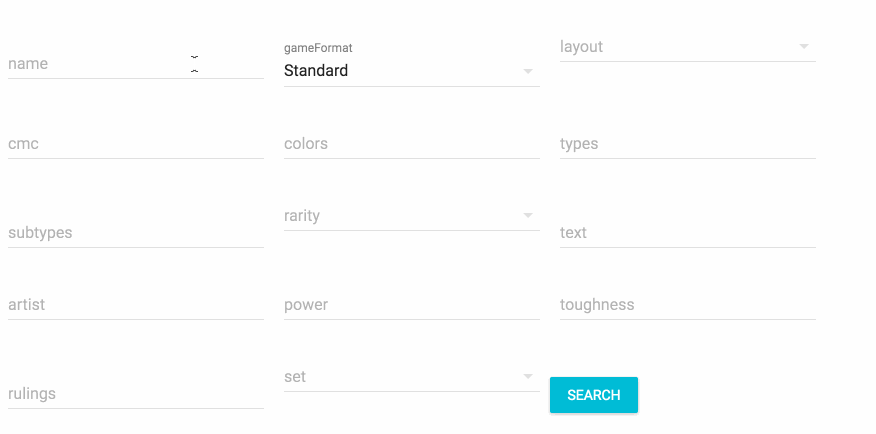 name
gameFormat
Standard
layout
cmc
colors
types
subtypes
rarity
text
artist
power
toughness
rulings
set
SEARCH